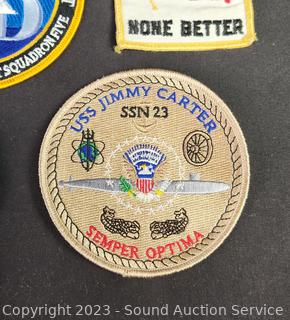 SQUADRON FIVE
NONE BETTER
USS JIMMY CARTER
SSN 23
SEMPER OPTIMA
Copyright 2023 - Sound Auction Service